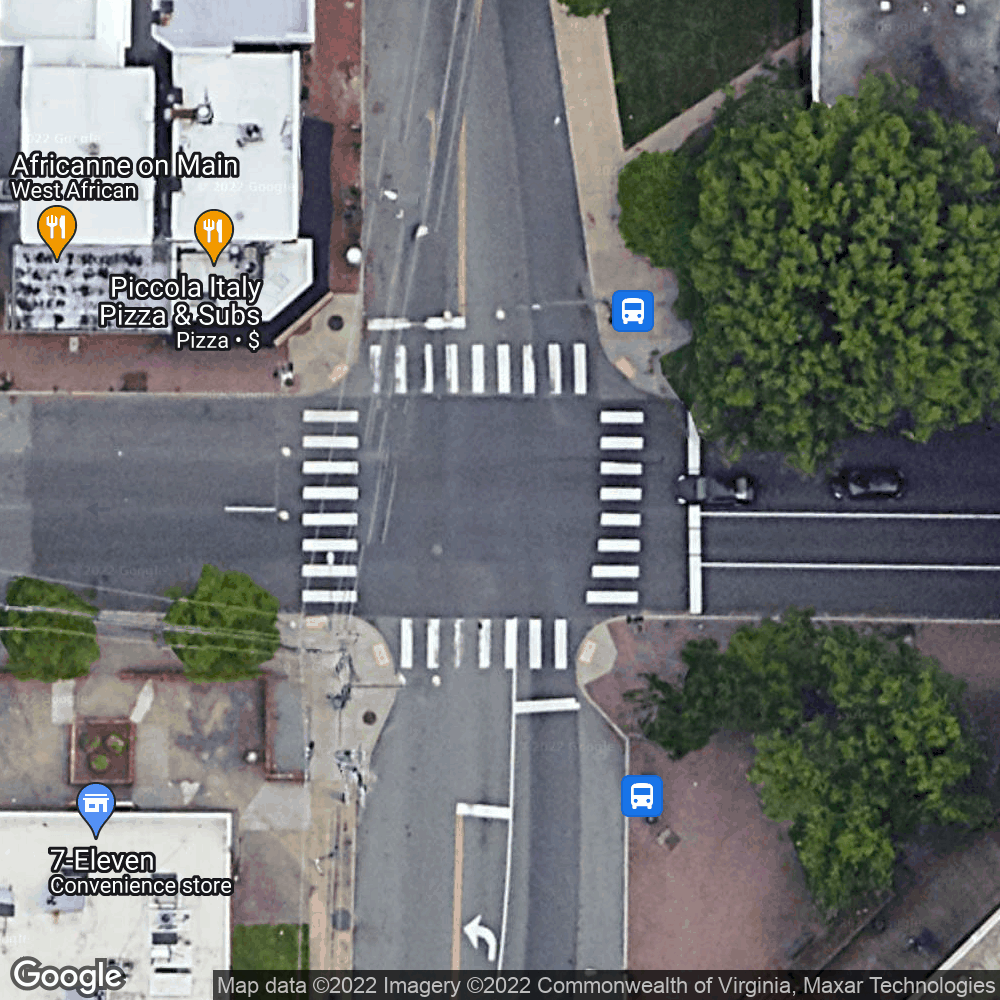 Africanne on Main
West African
Piccola Italy
Pizza & Subs
Pizza • $
7-Eleven
Convenience store
Google
Map data ©2022 Imagery ©2022 Commonwealth of Virginia, Maxar Technologies